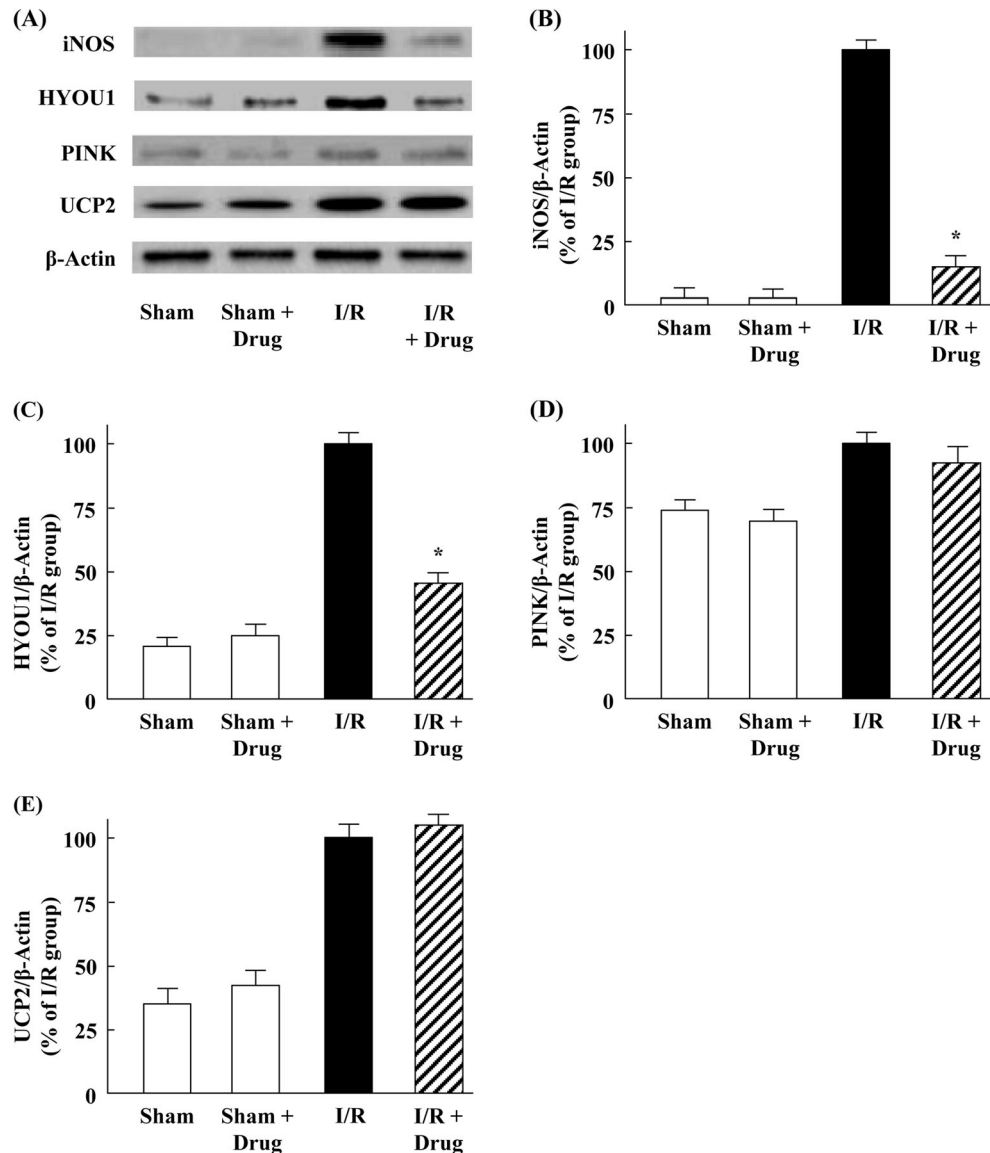 (A)
iNOS
HYOU1
PINK
UCP2
β-Actin
Sham
Sham +
Drug
I/R
I/R
+ Drug
(B)
iNOS/β-Actin
(% of I/R group)
100
75
50
25
0
*
Sham
Sham +
Drug
I/R
I/R +
Drug
(C)
HYOU1/β-Actin
(% of I/R group)
100
75
50
25
0
*
Sham
Sham +
Drug
I/R
I/R +
Drug
(D)
PINK/β-Actin
(% of I/R group)
100
75
50
25
0
Sham
Sham +
Drug
I/R
I/R +
Drug
(E)
UCP2/β-Actin
(% of I/R group)
100
75
50
25
0
Sham
Sham +
Drug
I/R
I/R +
Drug